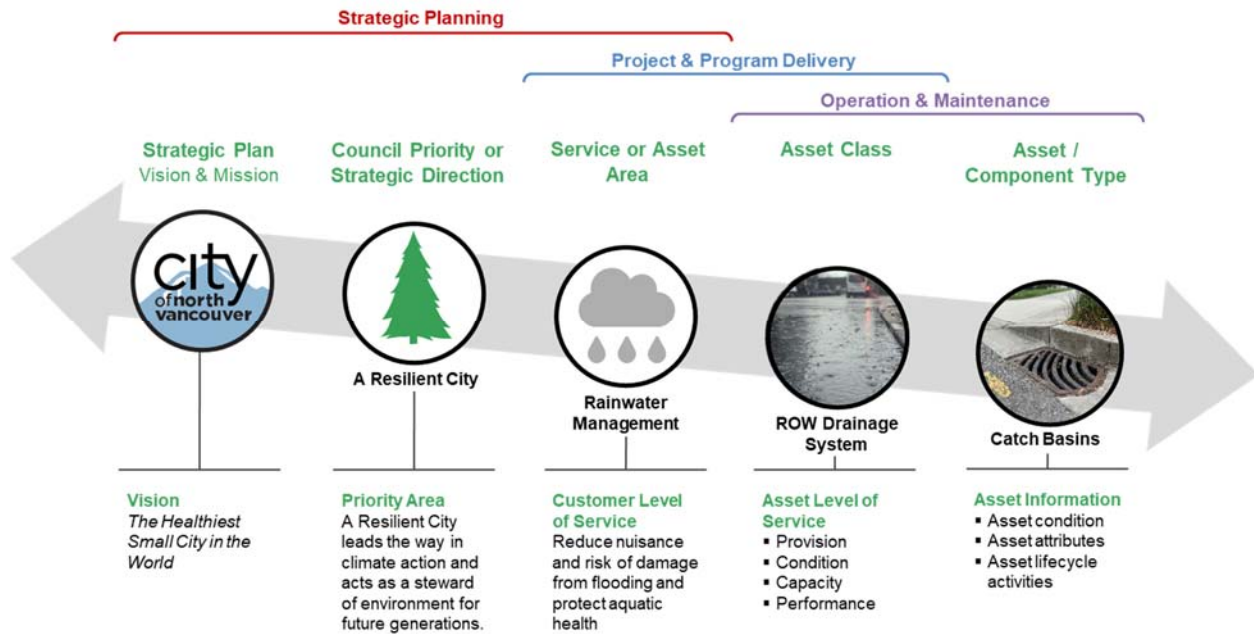 Strategic Planning
Project & Program Delivery
Operation & Maintenance
Strategic Plan
Vision & Mission
Council Priority or
Strategic Direction
Service or Asset
Area
Asset Class
Asset /
Component Type
city
of north
vancouver
A Resilient City
Rainwater
Management
ROW Drainage
System
Catch Basins
Vision
The Healthiest
Small City in the
World
Priority Area
A Resilient City
leads the way in
climate action and
acts as a steward
of environment for
future generations.
Customer Level
of Service
Reduce nuisance
and risk of damage
from flooding and
protect aquatic
health
Asset Level of
Service
▪ Provision
▪ Condition
▪ Capacity
▪ Performance
Asset Information
▪ Asset condition
▪ Asset attributes
▪ Asset lifecycle
activities